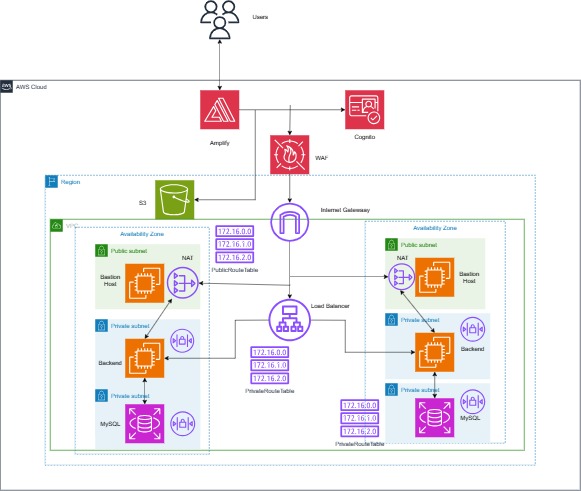 Users
AWS Cloud
Amplify
Cognito
WAF
Region
S3
Internet Gateway
VPC
Availability Zone
Availability Zone
Public subnet
172.16.0.0
172.16.1.0
172.16.2.0
PublicRouteTable
Public subnet
NAT
Bastion
Host
NAT
Bastion
Host
Load Balancer
Private subnet
Private subnet
Backend
Backend
172.16.0.0
172.16.1.0
172.16.2.0
PrivateRouteTable
Private subnet
Private subnet
MySQL
172.16.0.0
172.16.1.0
172.16.2.0
PrivateRouteTable
MySQL